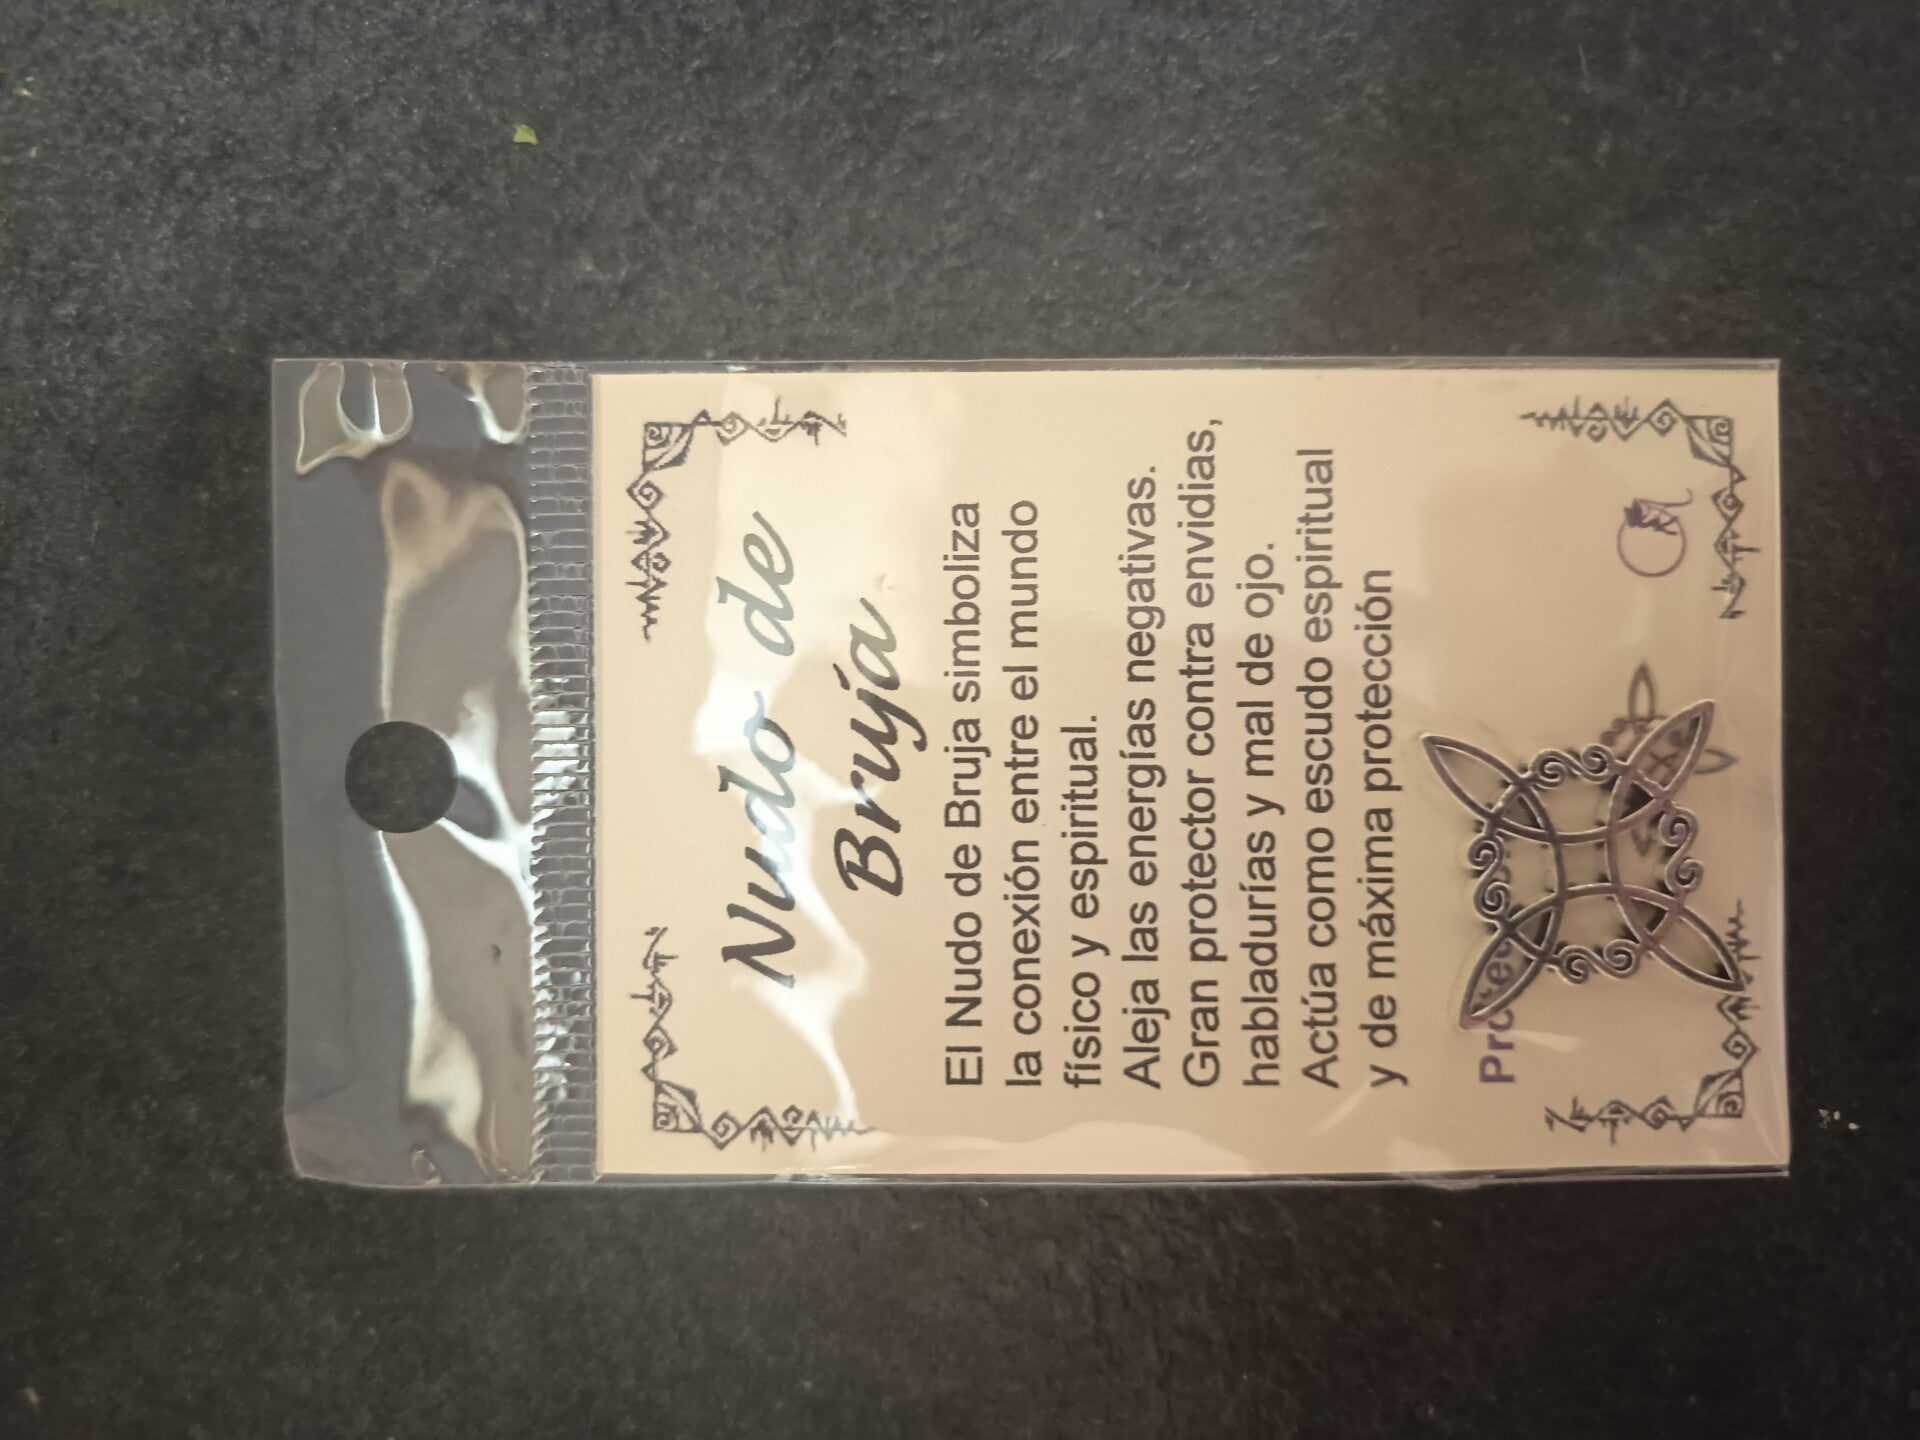 Nudo de
Bruja
El Nudo de Bruja simboliza
la conexión entre el mundo
físico y espiritual.
Aleja las energías negativas.
Gran protector contra envidias,
habladurías y mal de ojo.
Actúa como escudo espiritual
y de máxima protección